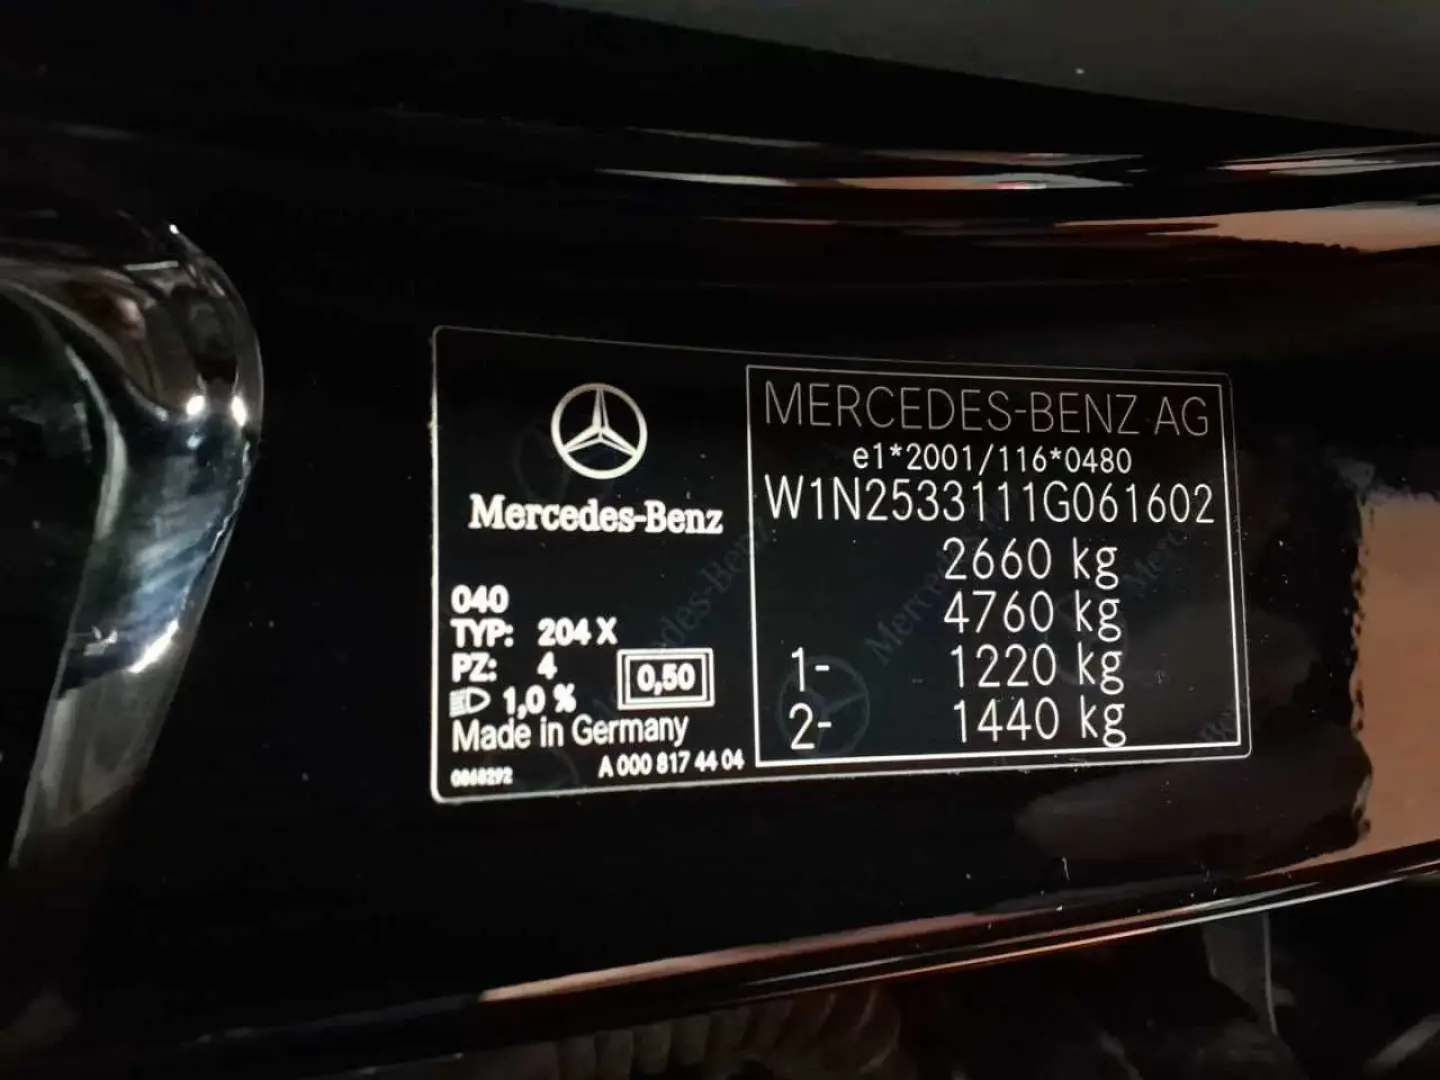 Mercedes-Benz
040
TYP: 204 X
PZ: 4
1,0 %
0,50
Made in Germany
0868292
A 000 817 44 04
MERCEDES-BENZ AG
e1*2001/116*0480
W1N2533111G061602
2660 kg
4760 kg
1- 1220 kg
2- 1440 kg